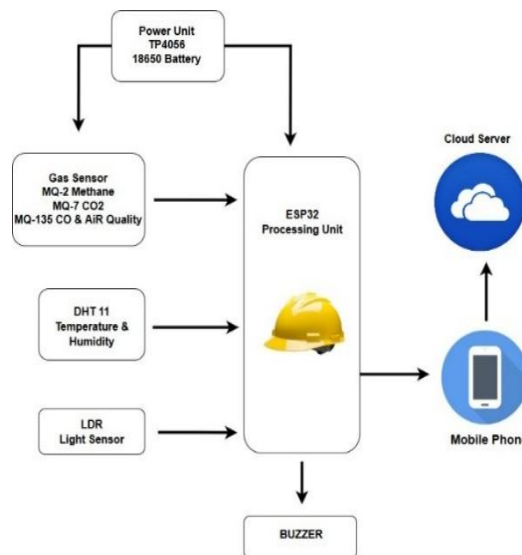 Power Unit
TP4056
18650 Battery
Cloud Server
Gas Sensor
MQ-2 Methane
MQ-7 CO2
MQ-135 CO & AiR Quality
ESP32
Processing Unit
DHT 11
Temperature &
Humidity
LDR
Light Sensor
Mobile Phon
BUZZER